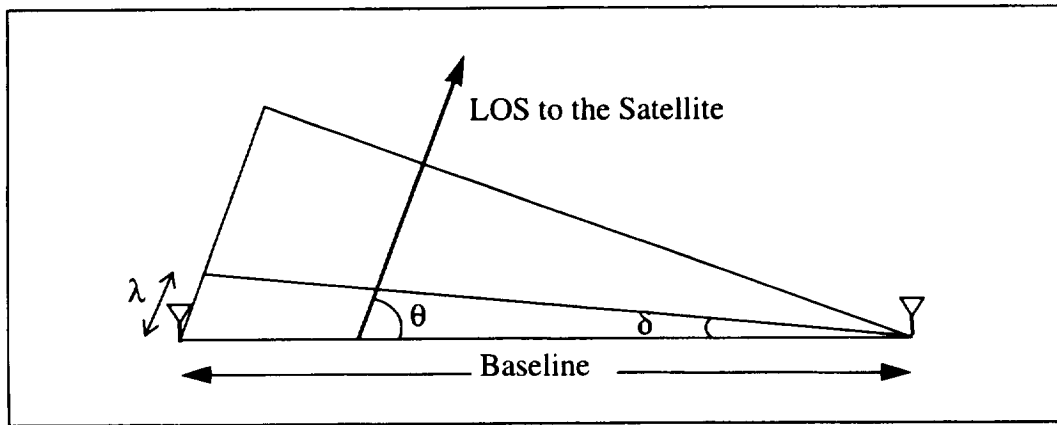 LOS to the Satellite
λ
θ
δ
Baseline